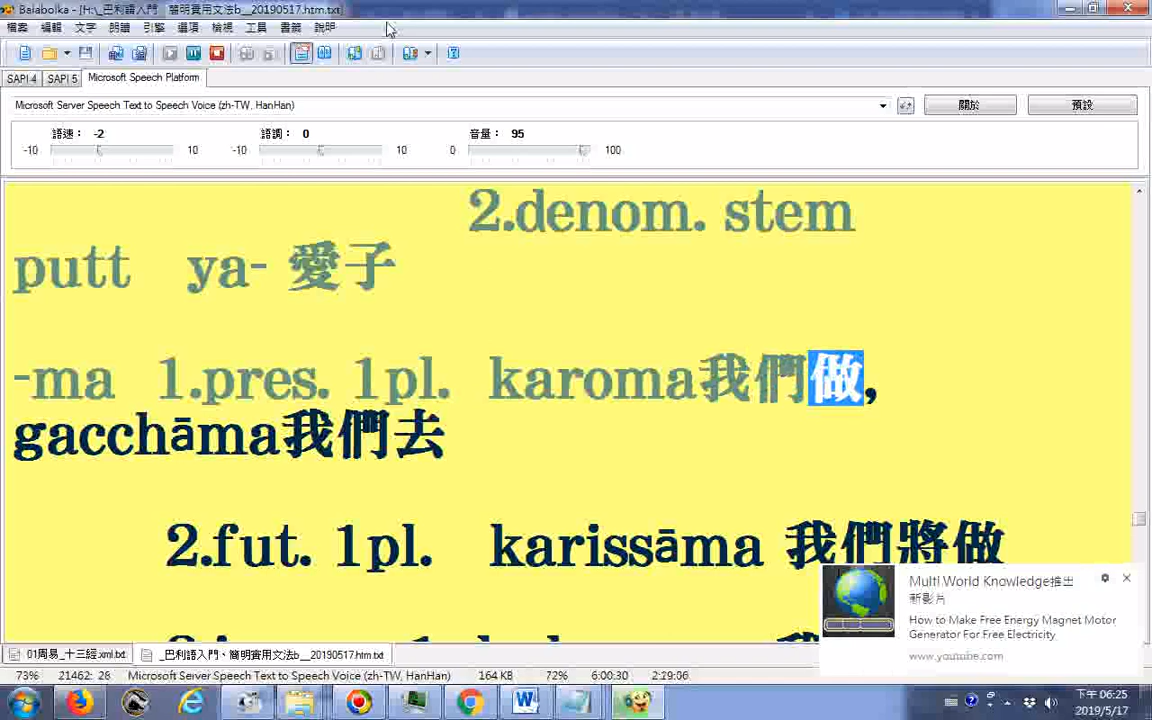 Balabolka - [H:\_巴利語入門、簡明實用文法b__20190517.htm.txt]
檔案 編輯 文字 朗讀 引擎 選項 檢視 工具 書籤 說明
SAPI 4 SAPI 5 Microsoft Speech Platform
Microsoft Server Speech Text to Speech Voice (zh-TW, HanHan) 關於 預設
語速： -2 語調： 0 音量： 95
-10 10 -10 10 0 100
2.denom. stem
putt ya- 愛子
-ma 1.pres. 1pl. karoma我們做,
gacchāma我們去
2.fut. 1pl. karissāma 我們將做
Multi World Knowledge推出
新影片
How to Make Free Energy Magnet Motor
Generator For Free Electricity
www.youtube.com
01周易_十三經.xml.txt _巴利語入門、簡明實用文法b__20190517.htm.txt
73% 21462: 28 Microsoft Server Speech Text to Speech Voice (zh-TW, HanHan) 164 KB 72% 6:00:30 2:29:06
下午 06:25
2019/5/17